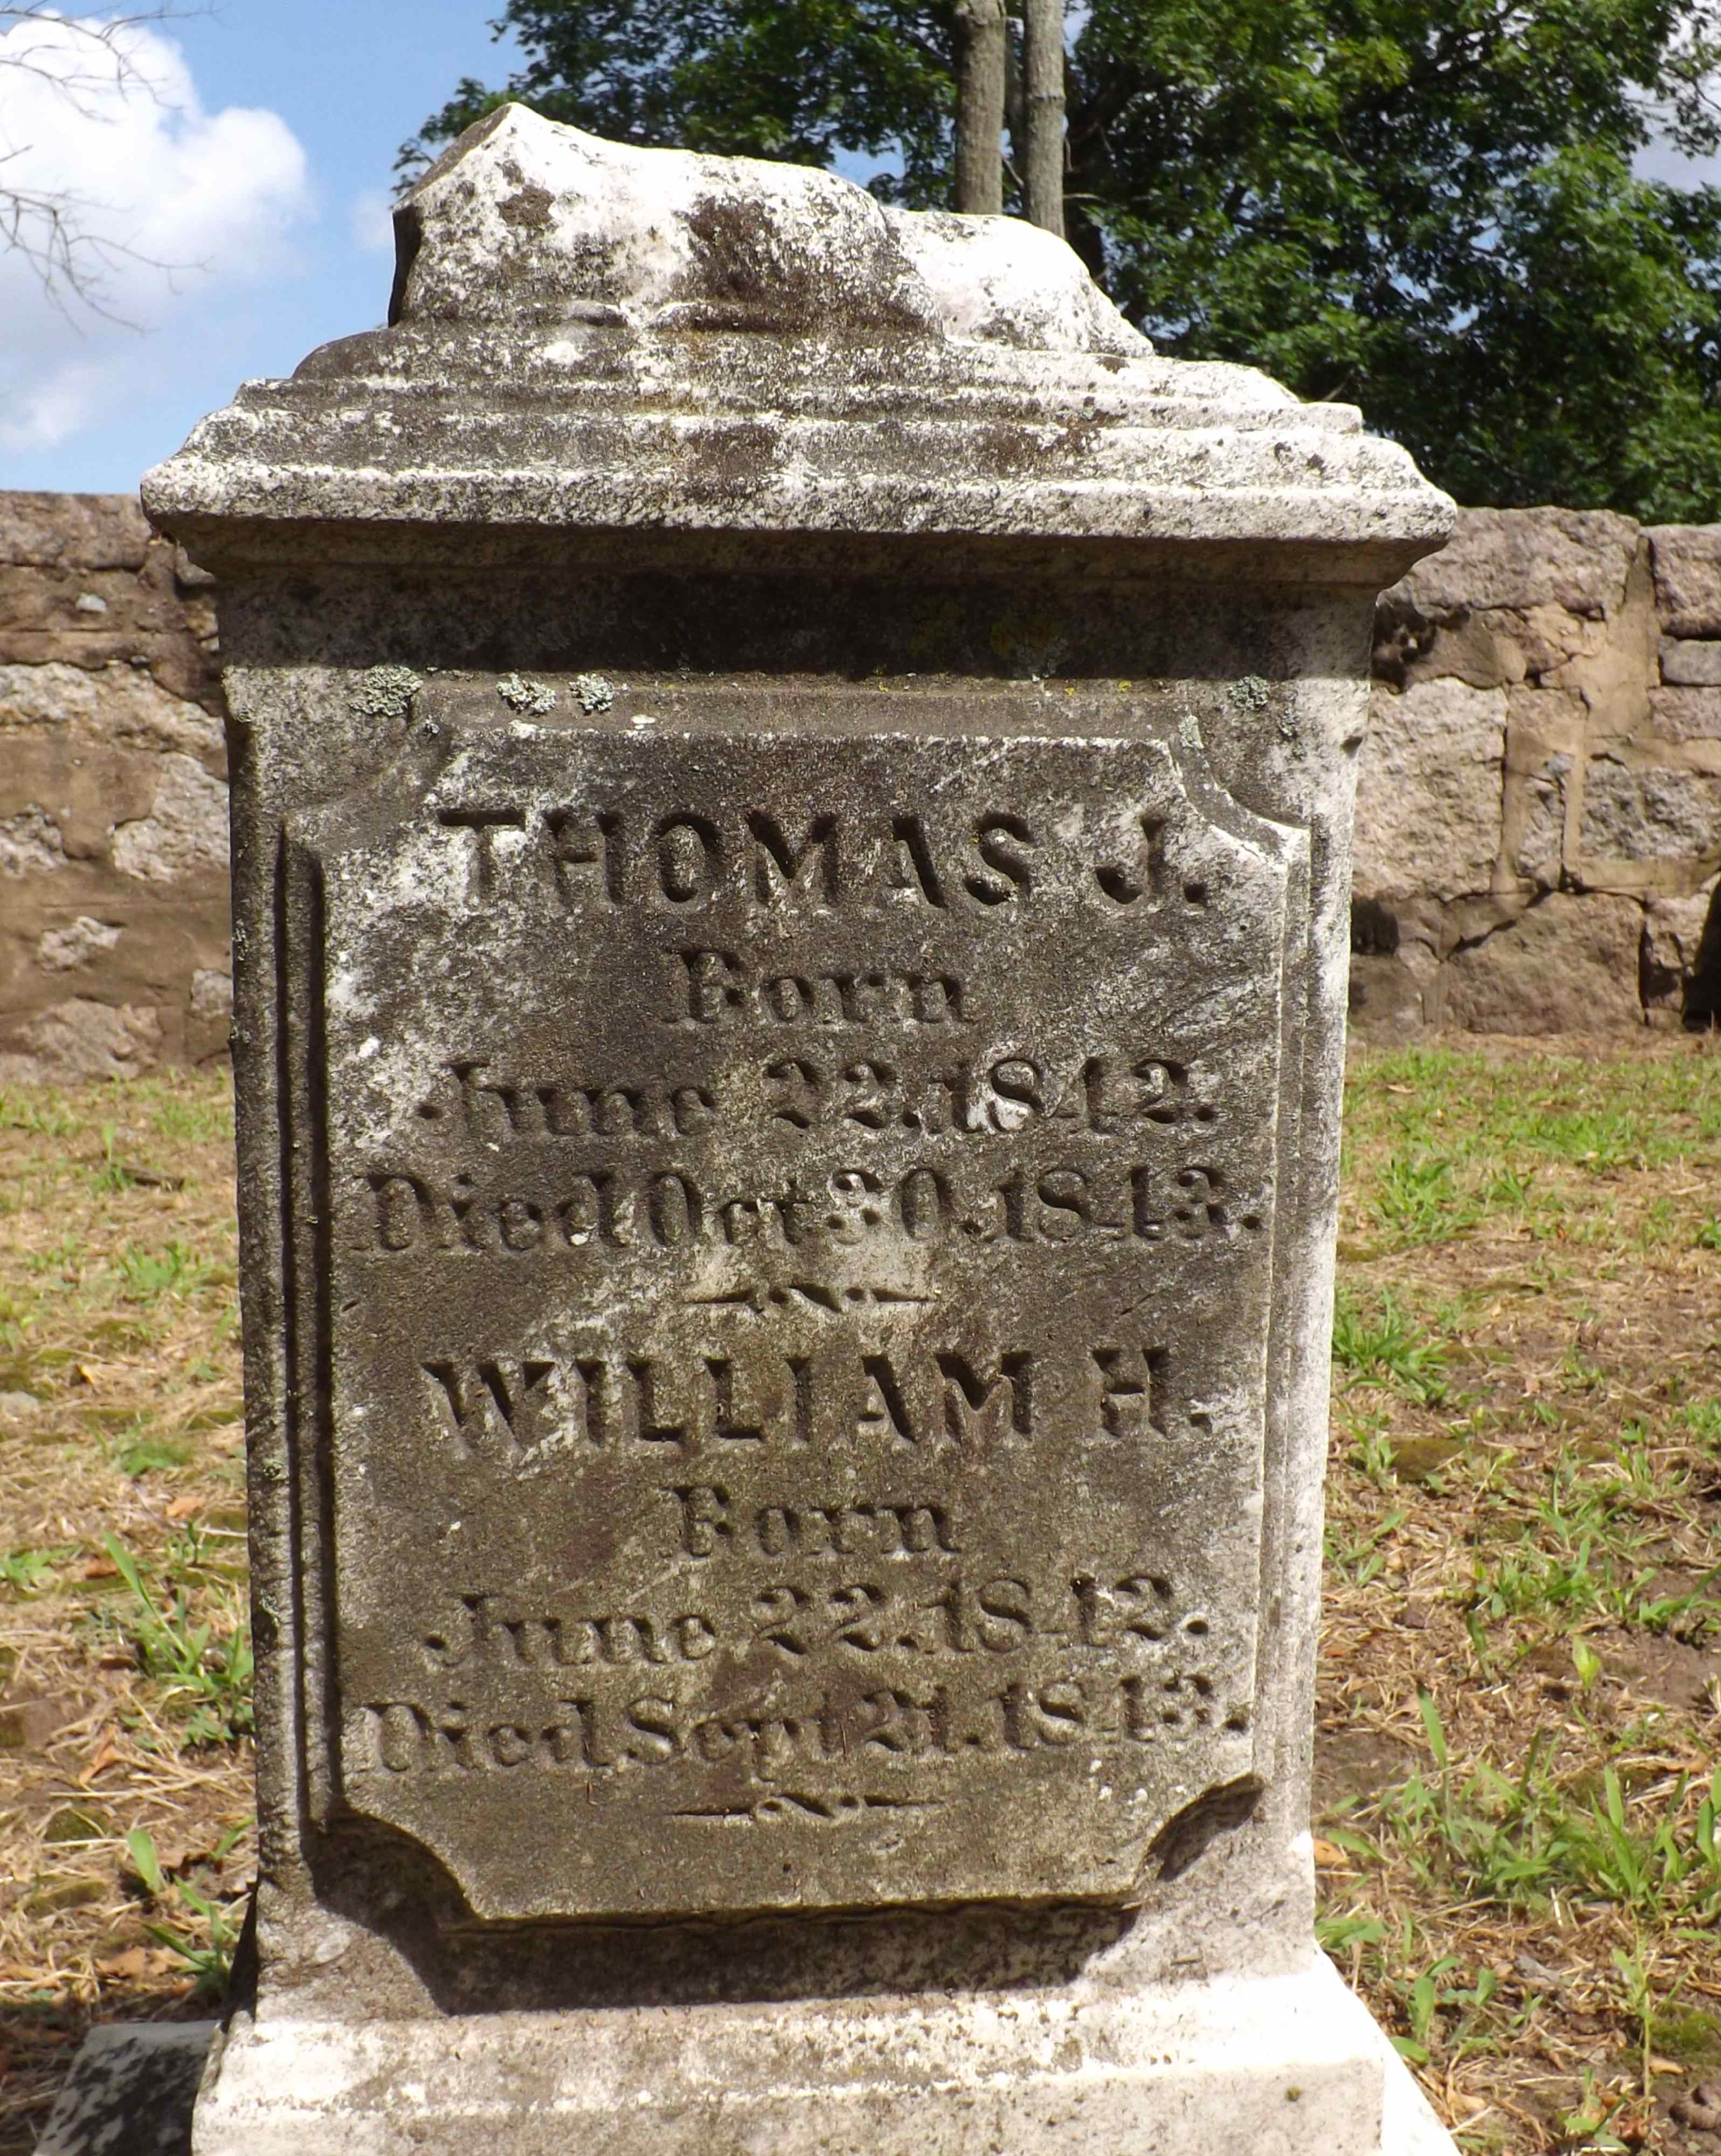 THOMAS J.
Born
June 22. 1842.
Died Oct 30. 1843.
WILLIAM H.
Born
June 22. 1842.
Died Sept 21. 1843.